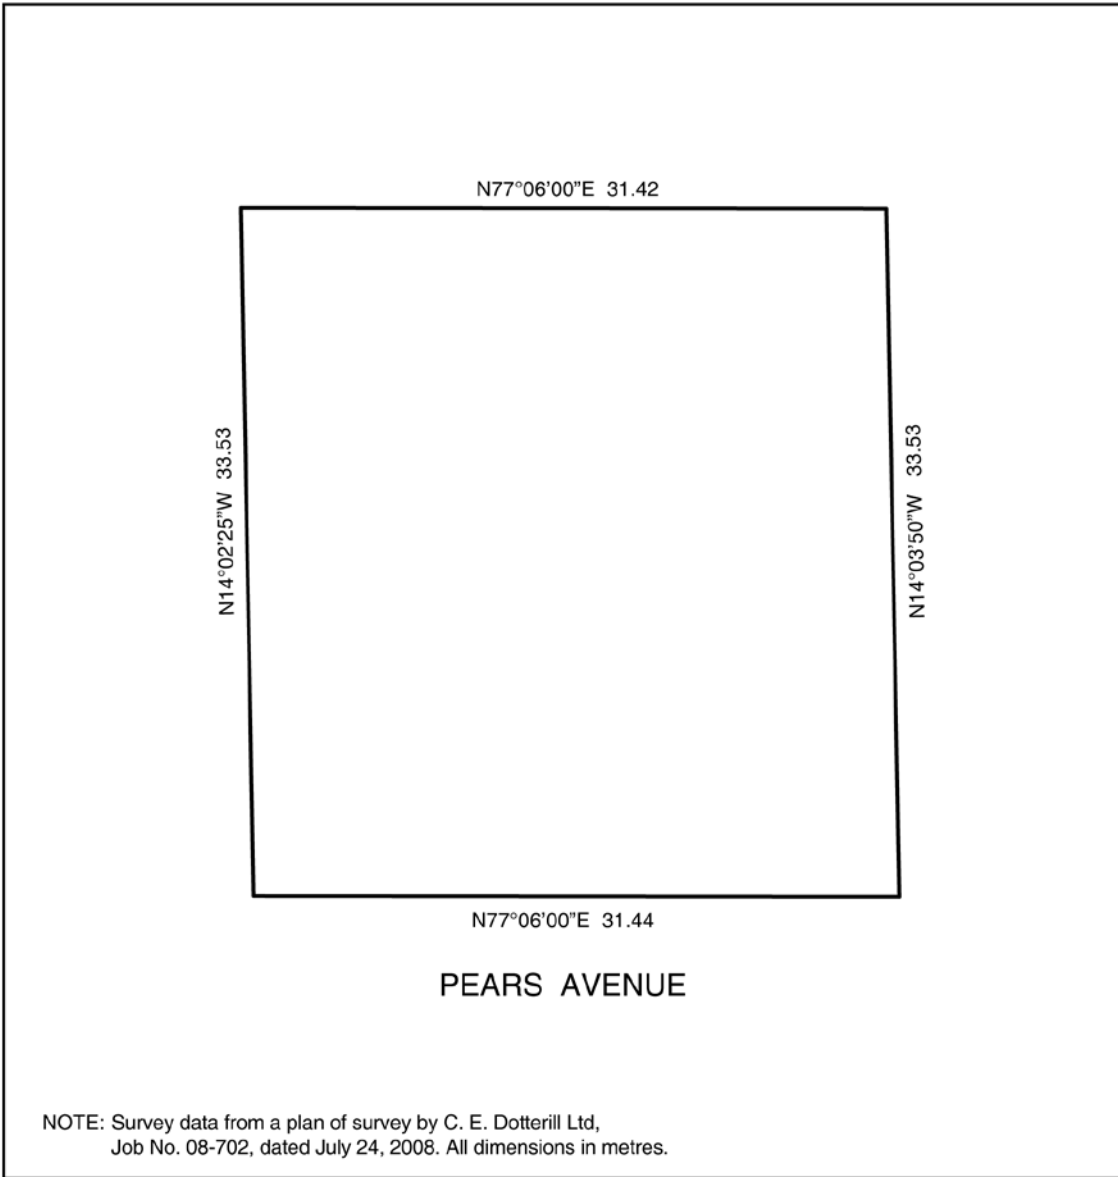 N77°06’00”E 31.42
N14°02’25”W 33.53
N14°03’50”W 33.53
N77°06’00”E 31.44
PEARS AVENUE
NOTE: Survey data from a plan of survey by C. E. Dotterill Ltd,
Job No. 08-702, dated July 24, 2008. All dimensions in metres.